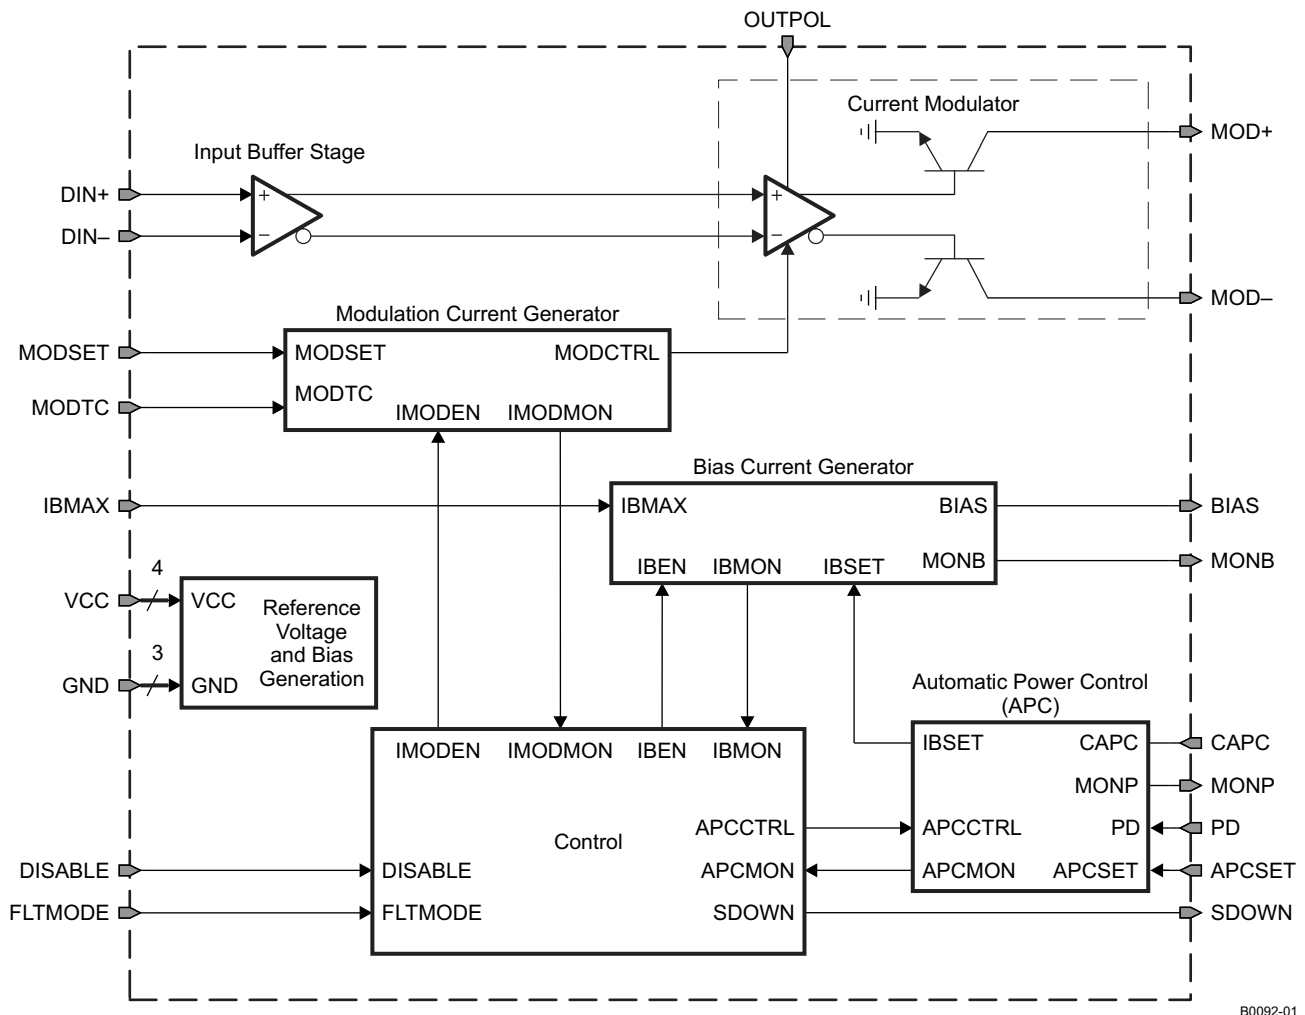 OUTPOL
Current Modulator
MOD+
Input Buffer Stage
DIN+
+
+
DIN–
–
–
MOD–
Modulation Current Generator
MODSET
MODSET
MODCTRL
MODTC
MODTC
IMODEN
IMODMON
Bias Current Generator
IBMAX
IBMAX
BIAS
BIAS
IBEN
IBMON
IBSET
MONB
MONB
4
VCC
VCC
Reference
Voltage
and Bias
Generation
3
GND
GND
Automatic Power Control
(APC)
IMODEN
IMODMON
IBEN
IBMON
IBSET
CAPC
CAPC
MONP
MONP
Control
APCCTRL
APCCTRL
PD
PD
DISABLE
DISABLE
APCMON
APCMON
APCSET
APCSET
FLTMODE
FLTMODE
SDOWN
SDOWN
B0092-01